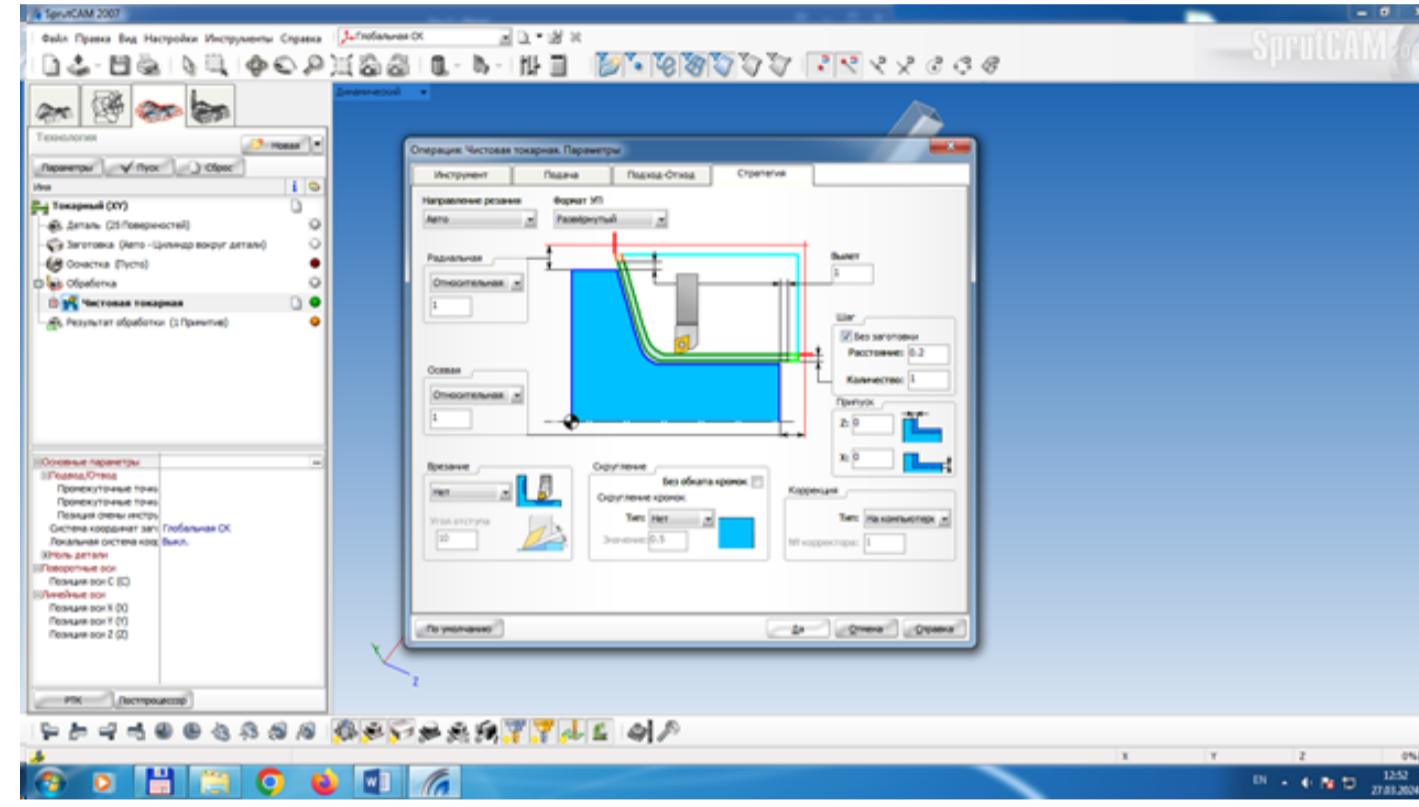 SprutCAM 2007
Файл Правка Вид Настройки Инструменты Справка Глобальная СК
SprutCAM
Динамический
Технология
Новая
Параметры Пуск Сброс
Имя
Токарный (XY)
Деталь (25 Поверхностей)
Заготовка (Авто - Цилиндр вокруг детали)
Оснастка (Пусто)
Обработка
Чистовая токарная
Результат обработки (1 Примитив)
Основные параметры
Подвод/Отвод
Промежуточные точк
Промежуточные точк
Позиция смены инстру
Система координат заг Глобальная СК
Локальная система коор Выкл.
Ноль детали
Поворотные оси
Позиция оси C (C)
Линейные оси
Позиция оси X (X)
Позиция оси Y (Y)
Позиция оси Z (Z)
РТК Постпроцессор
Операция: Чистовая токарная. Параметры
Инструмент Подача Подход-Отход Стратегия
Направление резания Формат УП
Авто Развёрнутый
Радиальная
Относительная
1
Вылет
1
Шаг
Без заготовки
Расстояние: 0.2
Количество: 1
Осевая
Относительная
1
Припуск
Z: 0
X: 0
Врезание
Нет
Угол отступа
10
Скругление
Без обката кромок
Скругление кромок
Тип: Нет
Значение: 0.5
Коррекция
Тип: На компьютере
№ корректора: 1
По умолчанию Да Отмена Справка
Y
Z
X Y Z 0%
EN 12:52
27.03.2024